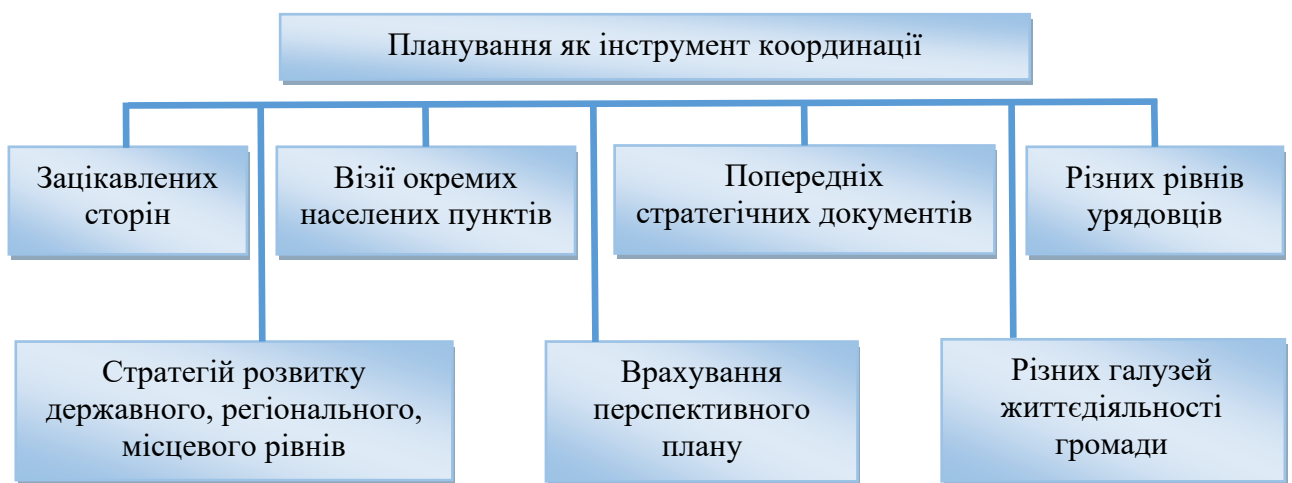 Планування як інструмент координації
Зацікавлених
сторін
Візії окремих
населених пунктів
Попередніх
стратегічних документів
Різних рівнів
урядовців
Стратегій розвитку
державного, регіонального,
місцевого рівнів
Врахування
перспективного
плану
Різних галузей
життєдіяльності
громади